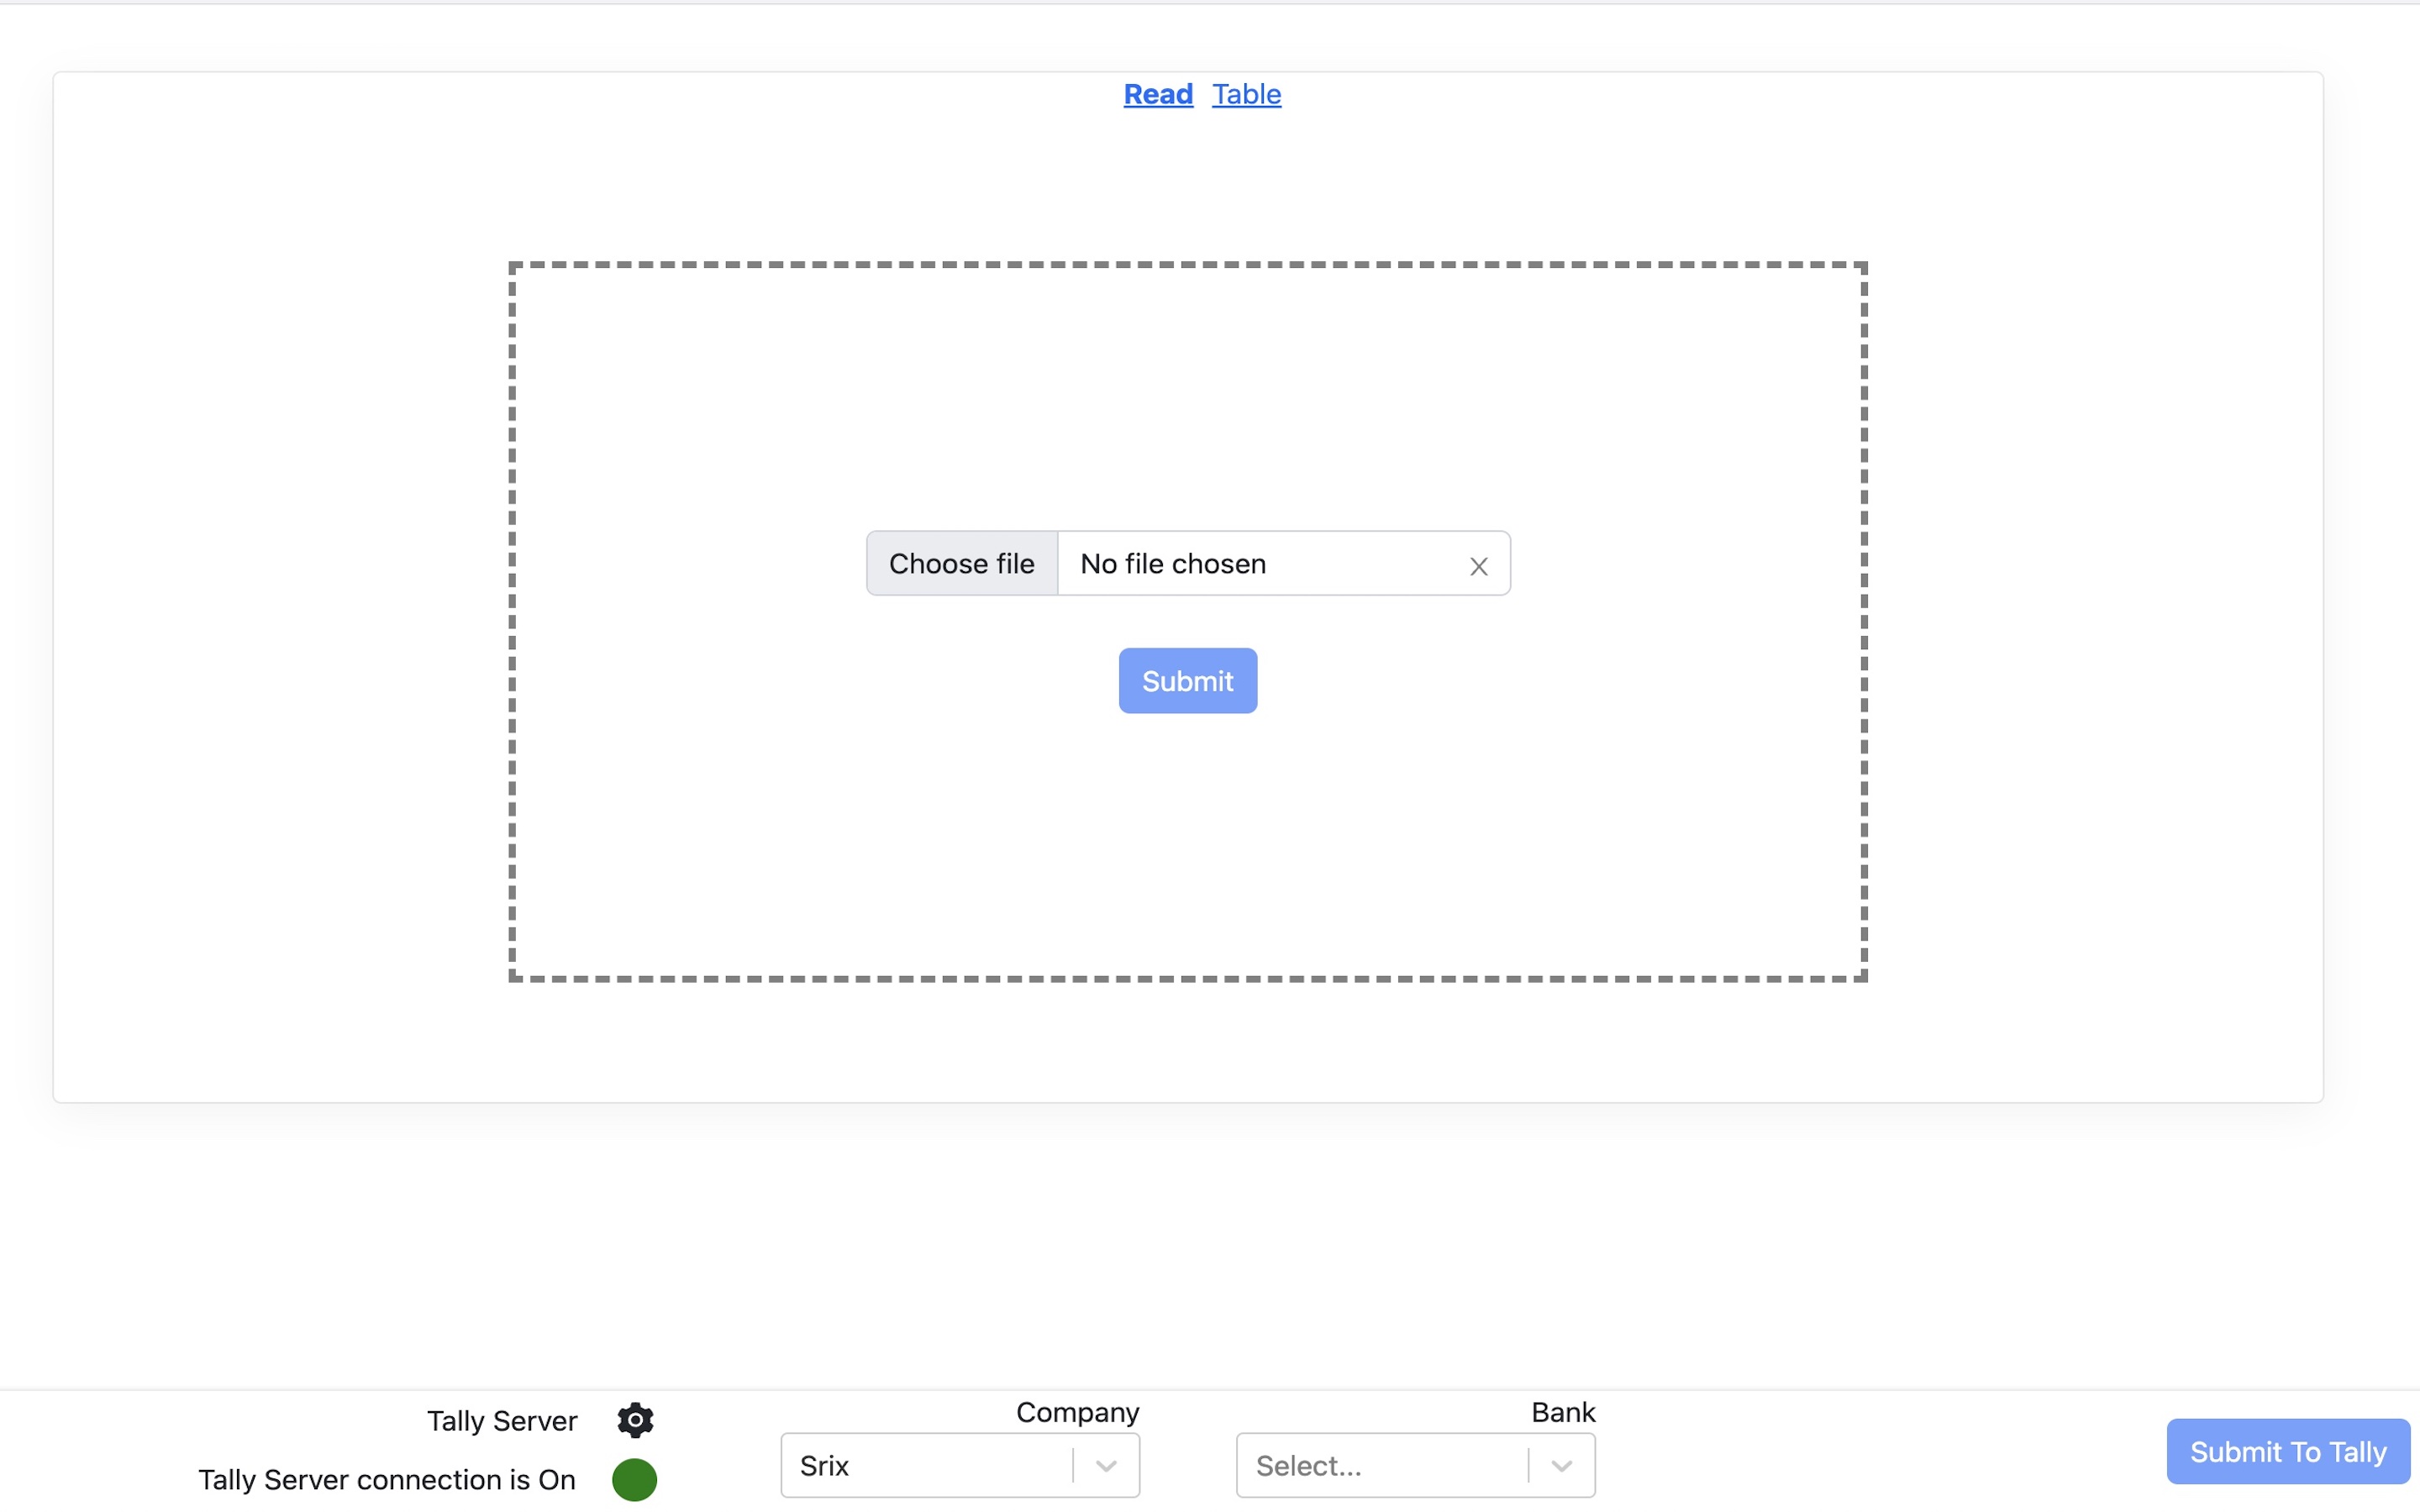 Read Table
Choose file No file chosen
Submit
Tally Server
Tally Server connection is On
Company
Srix
Bank
Select...
Submit To Tally